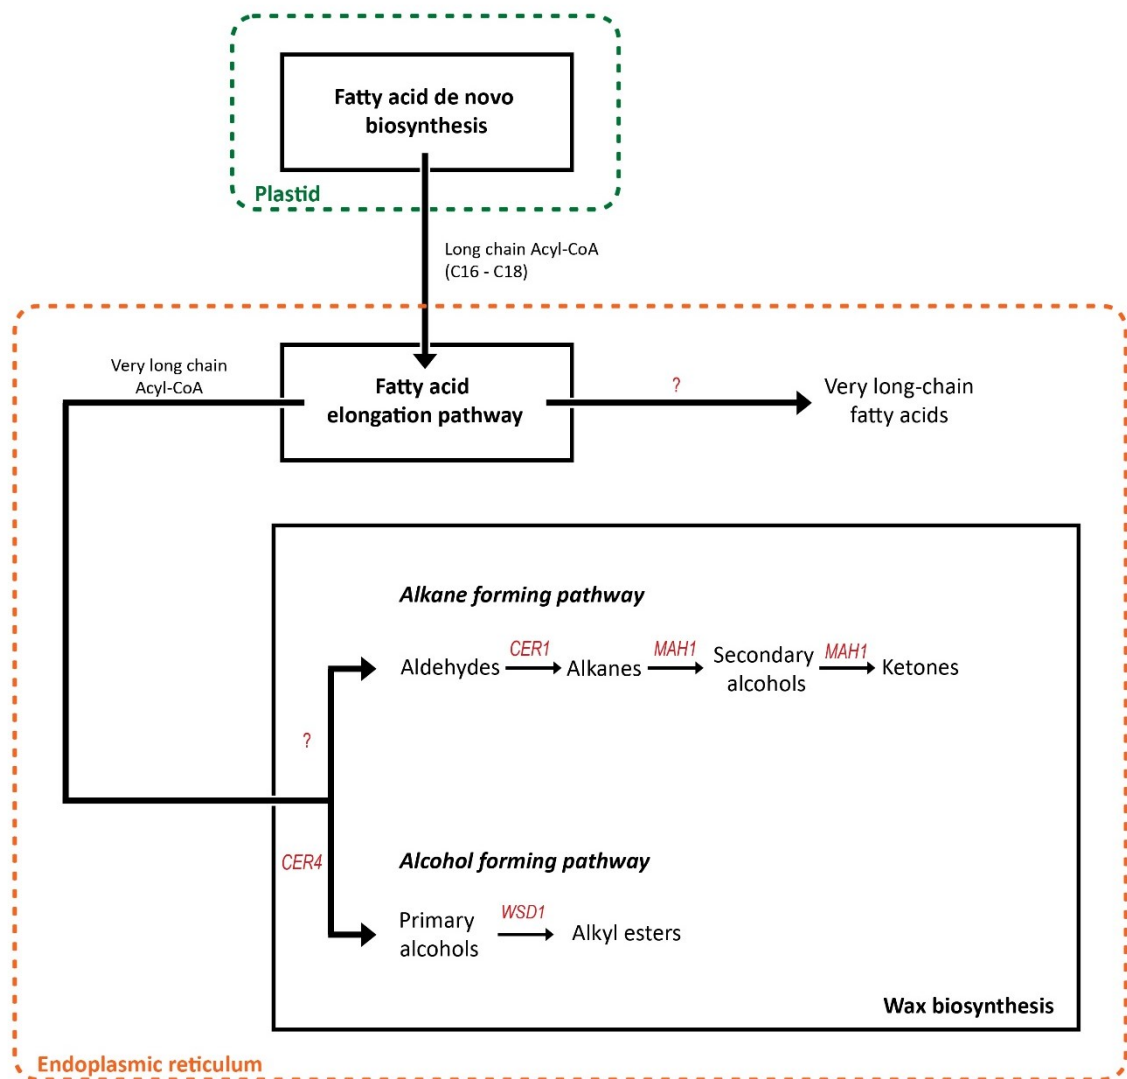 Fatty acid de novo
biosynthesis
Plastid
Long chain Acyl-CoA
(C16 - C18)
Very long chain
Acyl-CoA
Fatty acid
elongation pathway
?
Very long-chain
fatty acids
Alkane forming pathway
Aldehydes
CER1
Alkanes
MAH1
Secondary
alcohols
MAH1
Ketones
?
CER4
Alcohol forming pathway
Primary
alcohols
WSD1
Alkyl esters
Wax biosynthesis
Endoplasmic reticulum